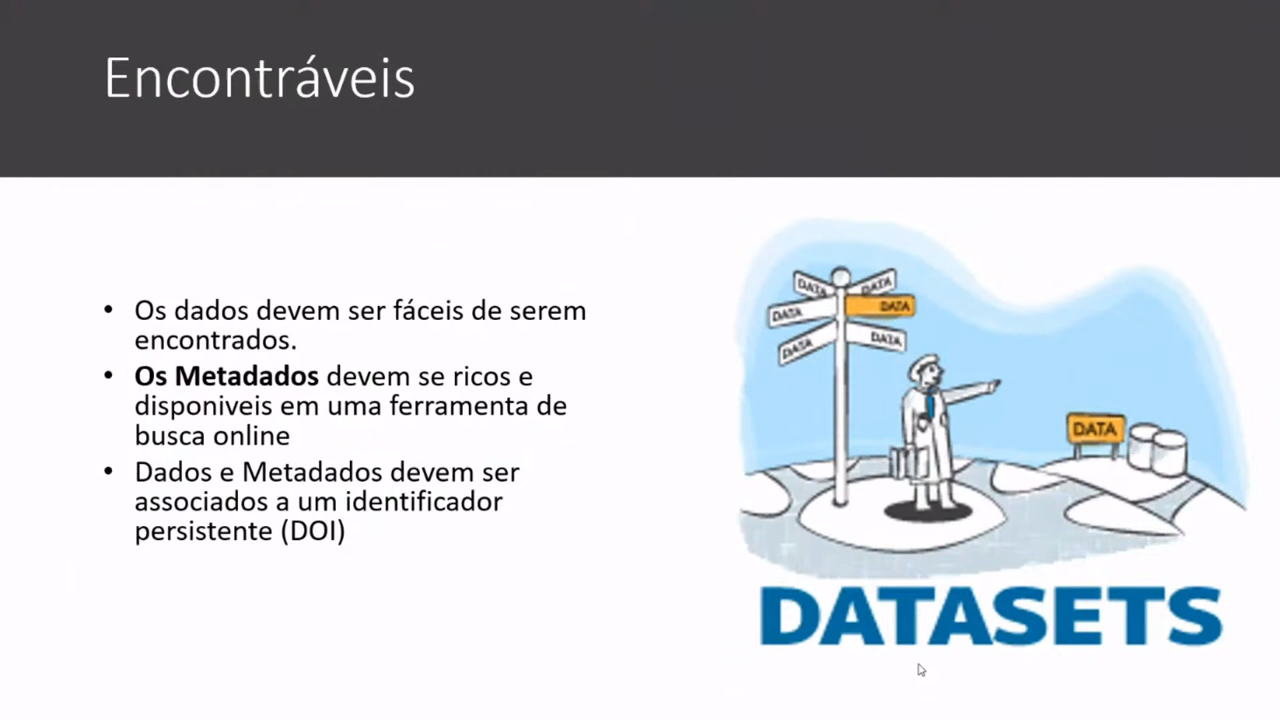 Encontráveis
• Os dados devem ser fáceis de serem
encontrados.
• Os Metadados devem se ricos e
disponiveis em uma ferramenta de
busca online
• Dados e Metadados devem ser
associados a um identificador
persistente (DOI)
DATA
DATA
DATA
DATA
DATA
DATA
DATA
DATASETS